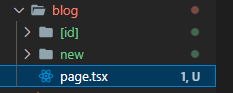 blog
[id]
new
page.tsx 1, U